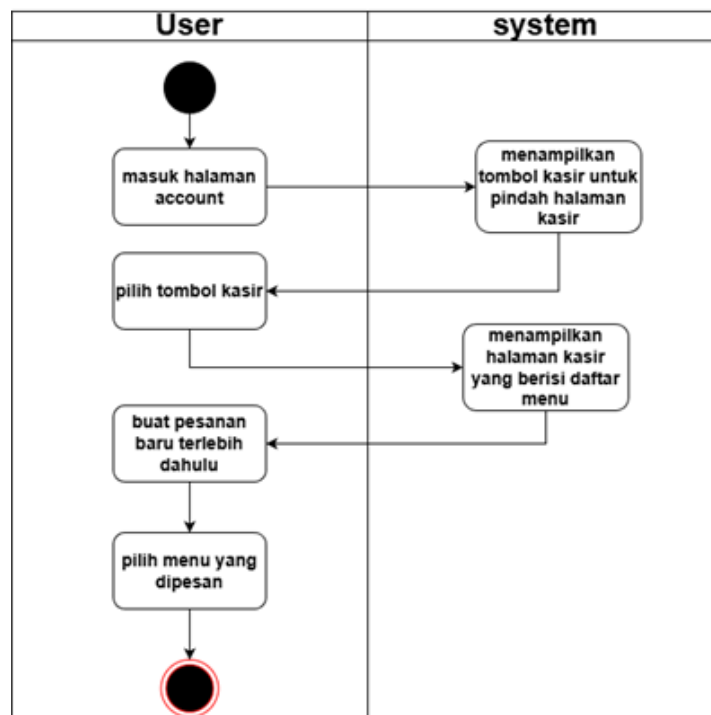 User
system
masuk halaman
account
menampilkan
tombol kasir untuk
pindah halaman
kasir
pilih tombol kasir
menampilkan
halaman kasir
yang berisi daftar
menu
buat pesanan
baru terlebih
dahulu
pilih menu yang
dipesan